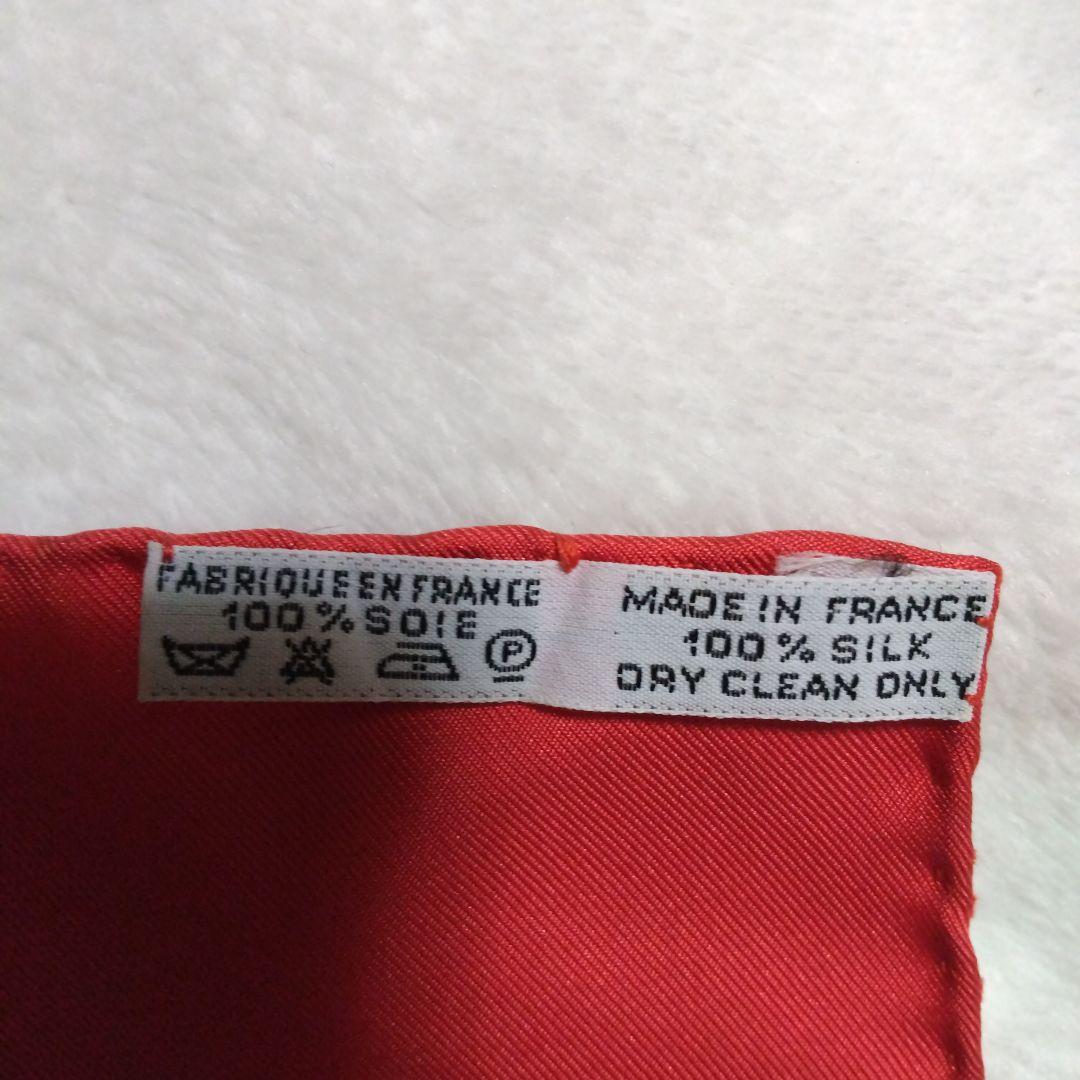 FABRIQUE EN FRANCE
100% SOIE
P
MADE IN FRANCE
100% SILK
DRY CLEAN ONLY